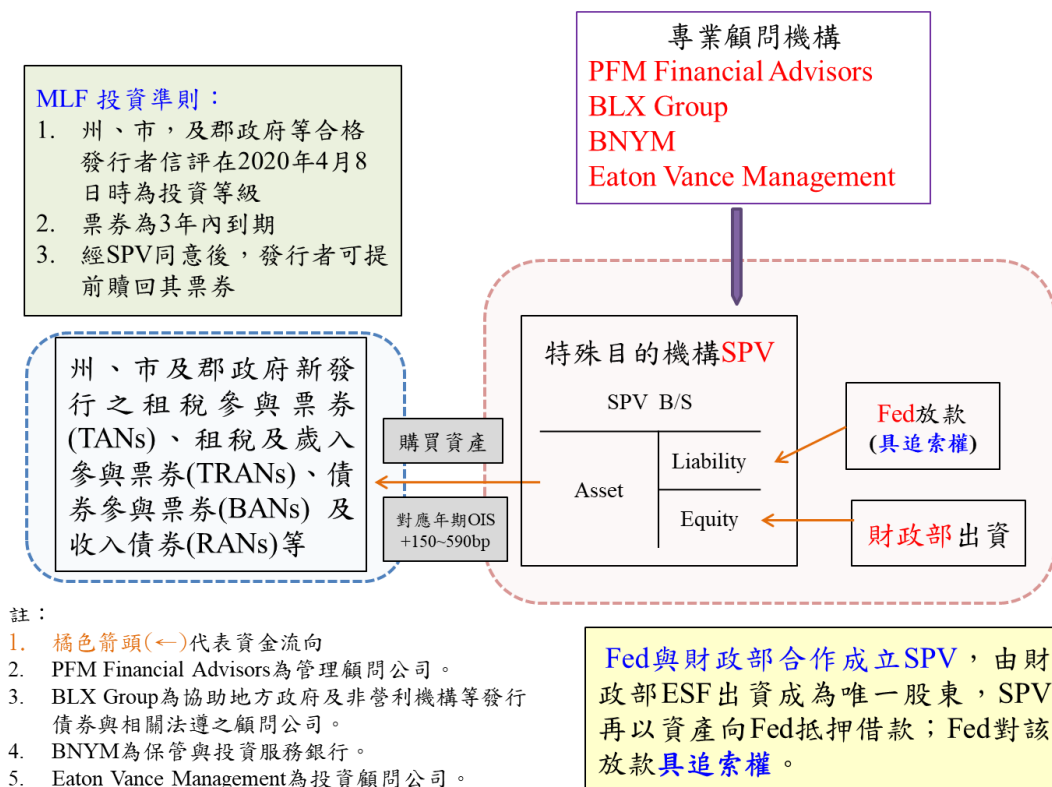 專業顧問機構
PFM Financial Advisors
BLX Group
BNYM
Eaton Vance Management
MLF 投資準則：
1. 州、市，及郡政府等合格
發行者信評在2020年4月8
日時為投資等級
2. 票券為3年內到期
3. 經SPV同意後，發行者可提
前贖回其票券
州、市及郡政府新發
行之租稅參與票券
(TANs)、租稅及歲入
參與票券(TRANs)、債
券參與票券(BANs) 及
收入債券(RANs)等
購買資產
對應年期OIS
+150~590bp
特殊目的機構SPV
SPV B/S
Asset
Liability
Equity
Fed放款
(具追索權)
財政部出資
註：
1. 橘色箭頭(←)代表資金流向
2. PFM Financial Advisors為管理顧問公司。
3. BLX Group為協助地方政府及非營利機構等發行
債券與相關法遵之顧問公司。
4. BNYM為保管與投資服務銀行。
5. Eaton Vance Management為投資顧問公司。
Fed與財政部合作成立SPV，由財
政部ESF出資成為唯一股東，SPV
再以資產向Fed抵押借款；Fed對該
放款具追索權。